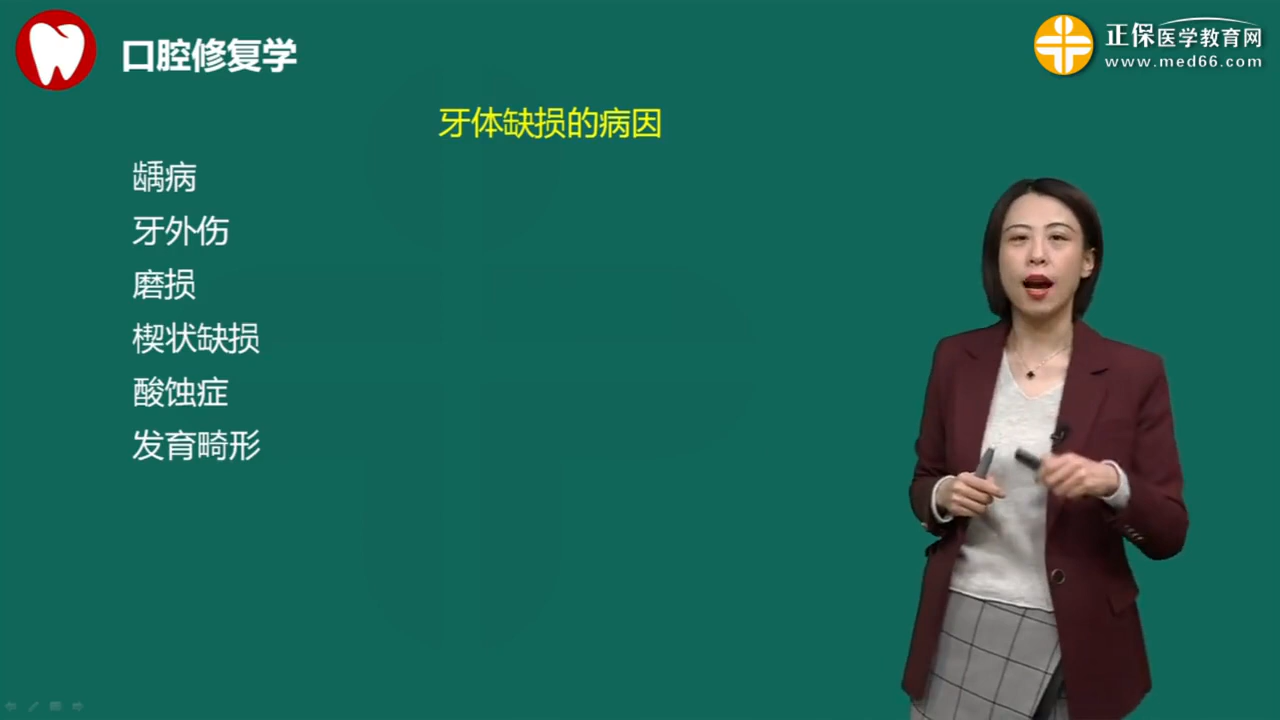 口腔修复学
正保医学教育网
www.med66.com
牙体缺损的病因
龋病
牙外伤
磨损
楔状缺损
酸蚀症
发育畸形